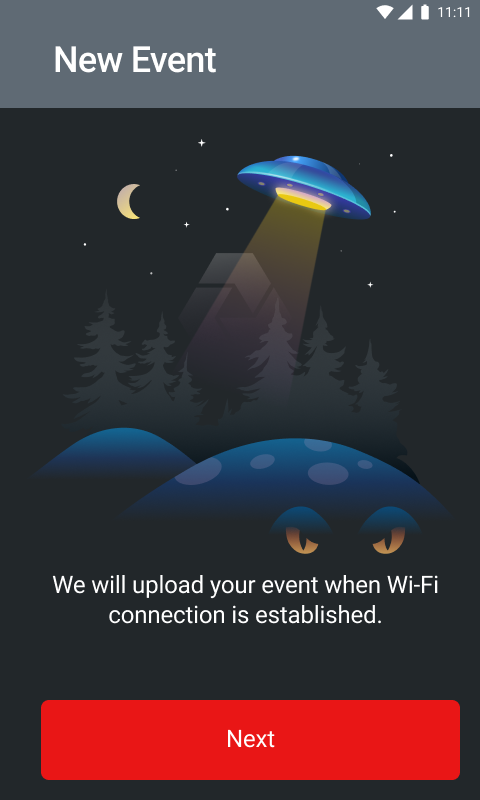 11:11
New Event
We will upload your event when Wi-Fi
connection is established.
Next